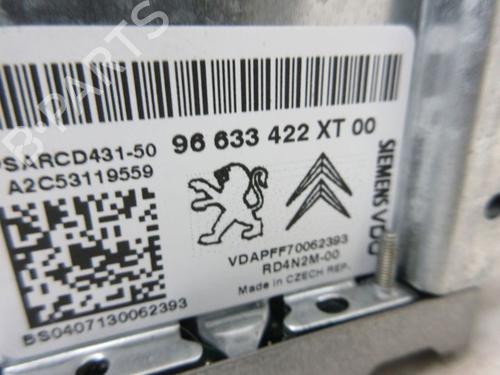 PSARCD431-50
96 633 422 XT 00
A2C53119559
SIEMENS VDO
VDAPFF70062393
RD4N2M-00
Made in CZECH REP.
BS0407130062393
B-PARTS